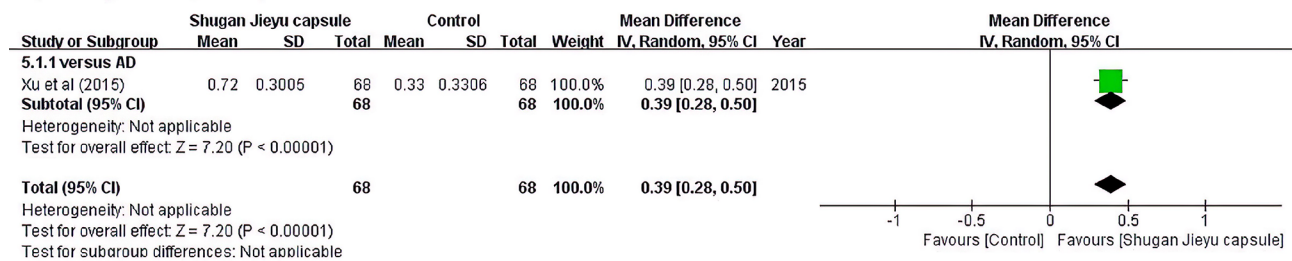 Shugan Jieyu capsule Control Mean Difference Mean Difference
Study or Subgroup Mean SD Total Mean SD Total Weight IV, Random, 95% CI Year IV, Random, 95% CI
5.1.1 versus AD
Xu et al (2015) 0.72 0.3005 68 0.33 0.3306 68 100.0% 0.39 [0.28, 0.50] 2015
Subtotal (95% CI) 68 68 100.0% 0.39 [0.28, 0.50]
Heterogeneity: Not applicable
Test for overall effect: Z = 7.20 (P < 0.00001)
Total (95% CI) 68 68 100.0% 0.39 [0.28, 0.50]
Heterogeneity: Not applicable
Test for overall effect: Z = 7.20 (P < 0.00001)
Test for subgroup differences: Not applicable
-1 -0.5 0 0.5 1
Favours [Control] Favours [Shugan Jieyu capsule]